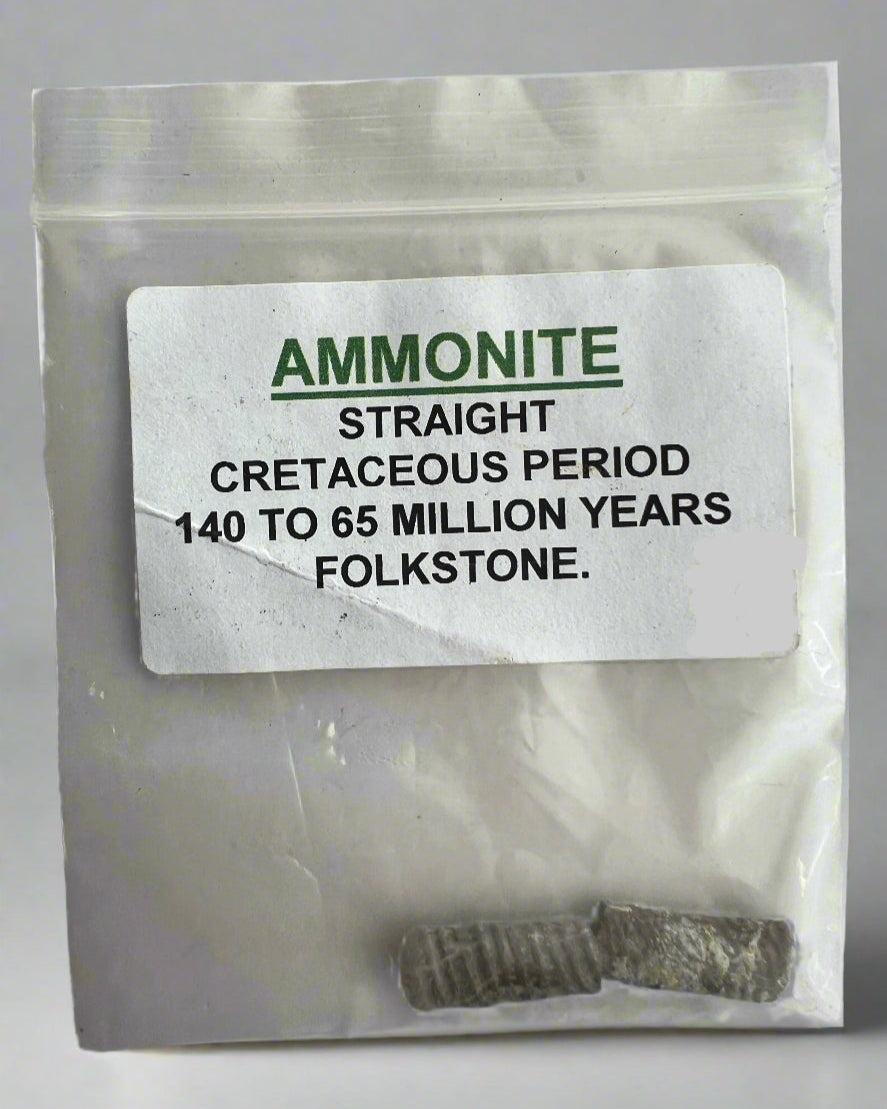 AMMONITE
STRAIGHT
CRETACEOUS PERIOD
140 TO 65 MILLION YEARS
FOLKSTONE.